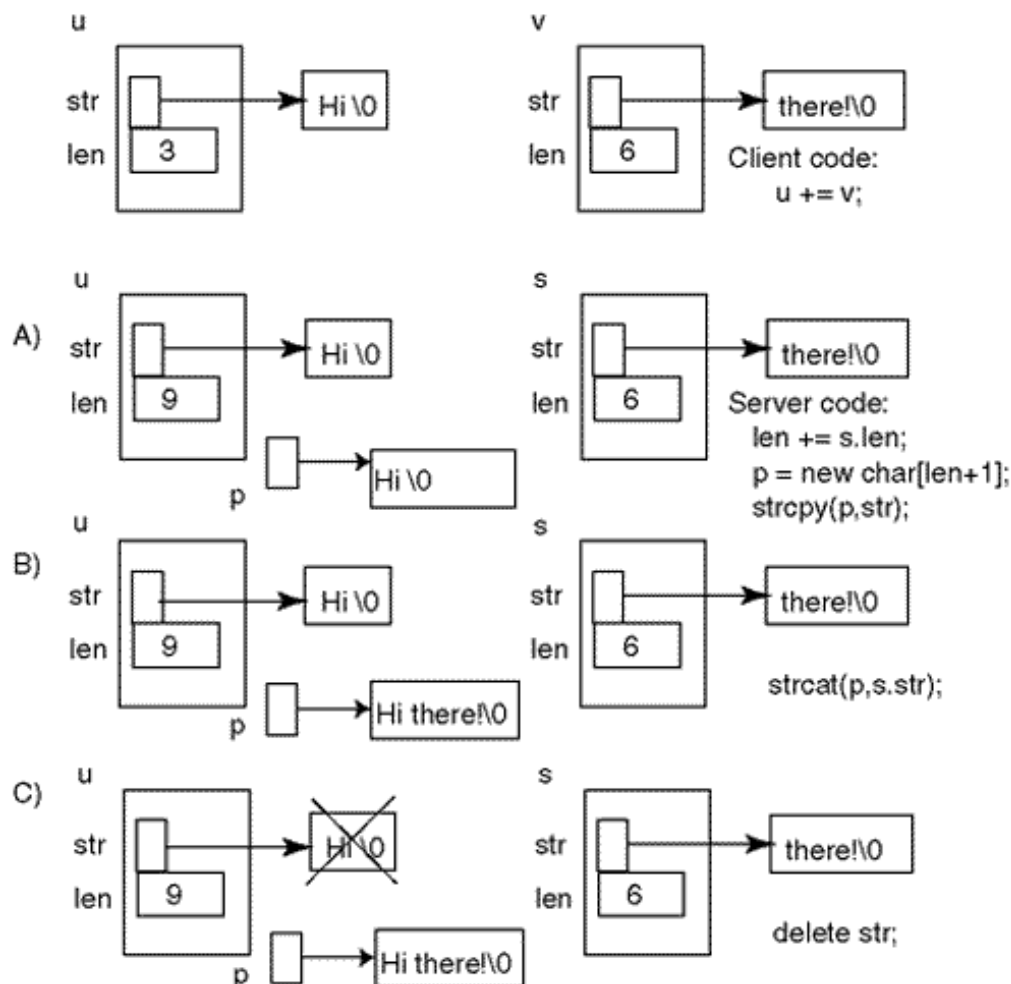 u v
str Hi \0 str there!\0
len 3 len 6 Client code:
u += v;
u s
A) str Hi \0 str there!\0
len 9 len 6 Server code:
len += s.len;
p Hi \0 p = new char[len+1];
strcpy(p,str);
u s
B) str Hi \0 str there!\0
len 9 len 6
p Hi there!\0 strcat(p,s.str);
u s
C) str Hi \0 str there!\0
len 9 len 6
delete str;
p Hi there!\0